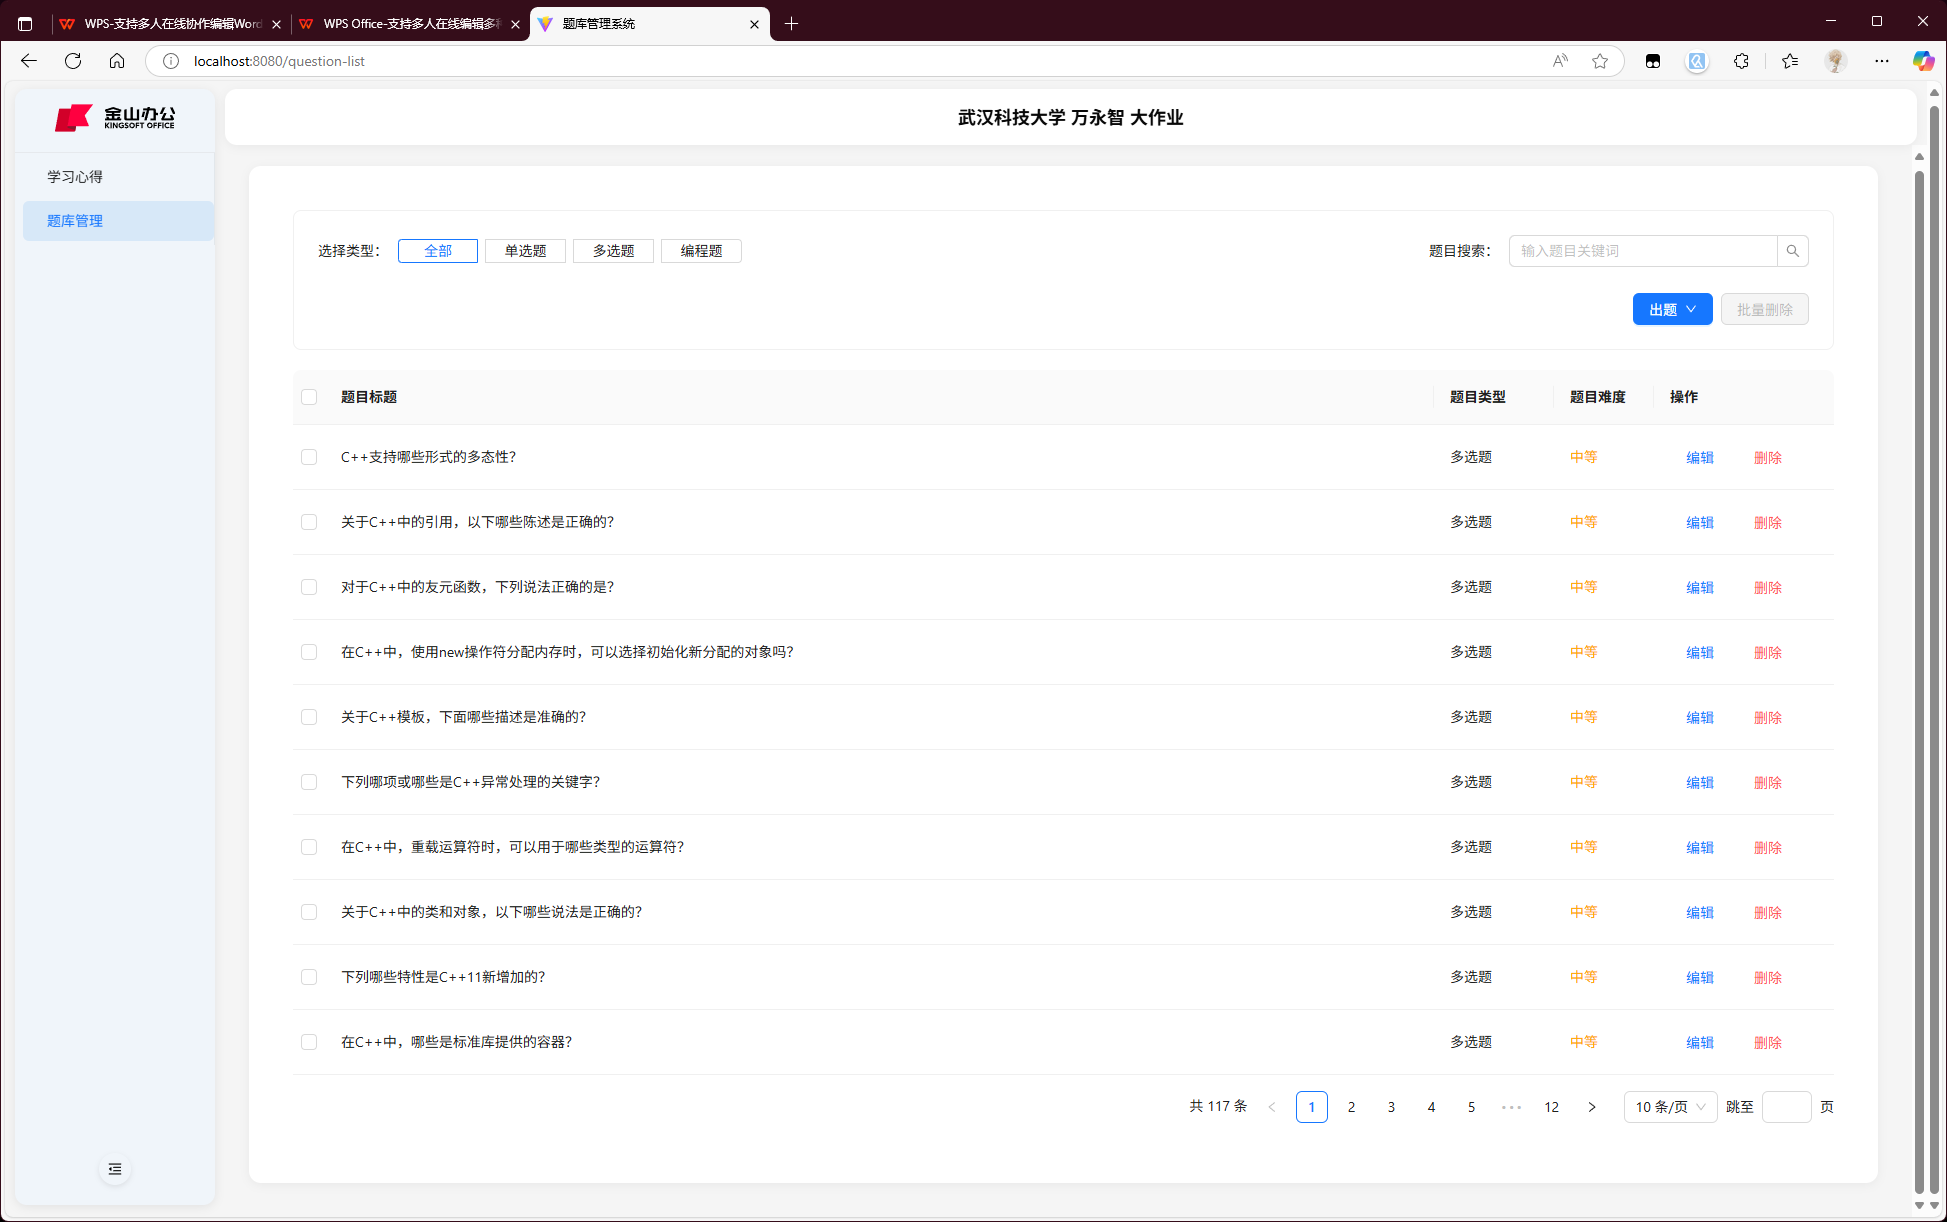 WPS-支持多人在线协作编辑Word
WPS Office-支持多人在线编辑多
题库管理系统
localhost:8080/question-list
金山办公
KINGSOFT OFFICE
武汉科技大学 万永智 大作业
学习心得
题库管理
选择类型： 全部 单选题 多选题 编程题 题目搜索： 输入题目关键词
出题 批量删除
题目标题 题目类型 题目难度 操作
C++支持哪些形式的多态性？ 多选题 中等 编辑 删除
关于C++中的引用，以下哪些陈述是正确的？ 多选题 中等 编辑 删除
对于C++中的友元函数，下列说法正确的是？ 多选题 中等 编辑 删除
在C++中，使用new操作符分配内存时，可以选择初始化新分配的对象吗？ 多选题 中等 编辑 删除
关于C++模板，下面哪些描述是准确的？ 多选题 中等 编辑 删除
下列哪项或哪些是C++异常处理的关键字？ 多选题 中等 编辑 删除
在C++中，重载运算符时，可以用于哪些类型的运算符？ 多选题 中等 编辑 删除
关于C++中的类和对象，以下哪些说法是正确的？ 多选题 中等 编辑 删除
下列哪些特性是C++11新增加的？ 多选题 中等 编辑 删除
在C++中，哪些是标准库提供的容器？ 多选题 中等 编辑 删除
共 117 条 1 2 3 4 5 ••• 12 10 条/页 跳至 页